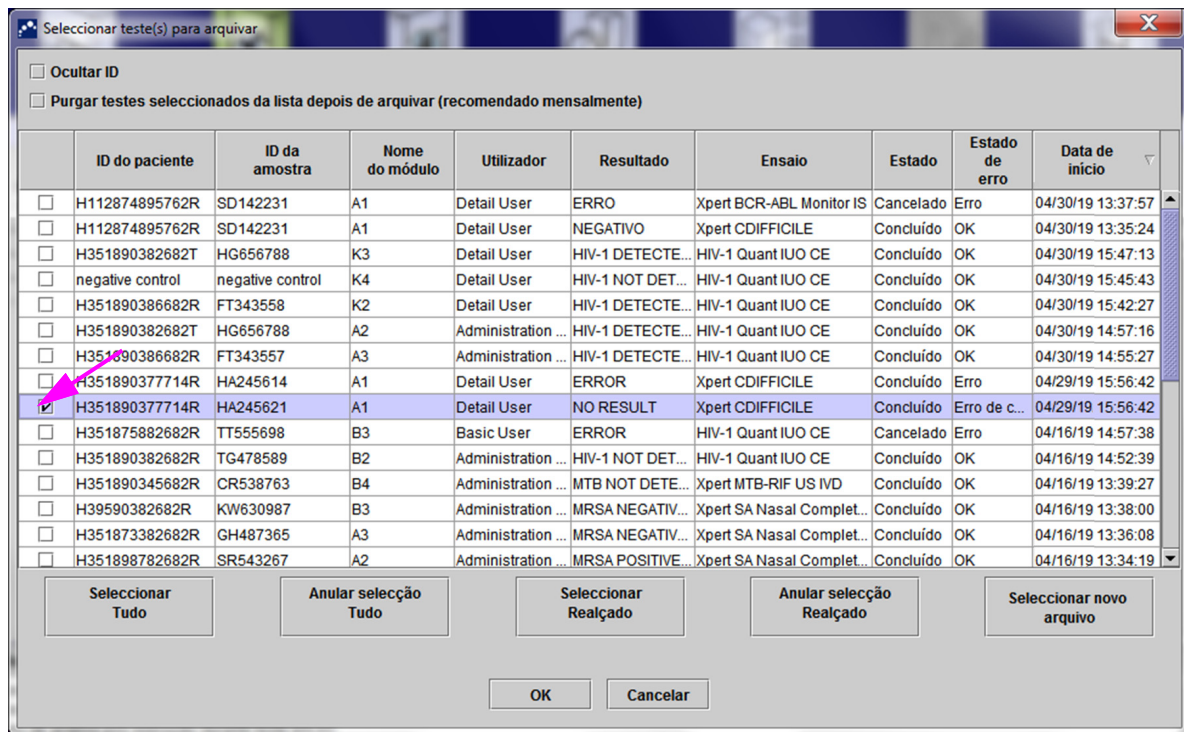 Seleccionar teste(s) para arquivar
Ocultar ID
Purgar testes seleccionados da lista depois de arquivar (recomendado mensalmente)
ID do paciente ID da amostra Nome do módulo Utilizador Resultado Ensaio Estado Estado de erro Data de início
H112874895762R SD142231 A1 Detail User ERRO Xpert BCR-ABL Monitor IS Cancelado Erro 04/30/19 13:37:57
H112874895762R SD142231 A1 Detail User NEGATIVO Xpert CDIFFICILE Concluído OK 04/30/19 13:35:24
H351890382682T HG656788 K3 Detail User HIV-1 DETECTE... HIV-1 Quant IUO CE Concluído OK 04/30/19 15:47:13
negative control negative control K4 Detail User HIV-1 NOT DET... HIV-1 Quant IUO CE Concluído OK 04/30/19 15:45:43
H351890386682R FT343558 K2 Detail User HIV-1 DETECTE... HIV-1 Quant IUO CE Concluído OK 04/30/19 15:42:27
H351890382682T HG656788 A2 Administration ... HIV-1 DETECTE... HIV-1 Quant IUO CE Concluído OK 04/30/19 14:57:16
H351890386682R FT343557 A3 Administration ... HIV-1 DETECTE... HIV-1 Quant IUO CE Concluído OK 04/30/19 14:55:27
H351890377714R HA245614 A1 Detail User ERROR Xpert CDIFFICILE Concluído Erro 04/29/19 15:56:42
H351890377714R HA245621 A1 Detail User NO RESULT Xpert CDIFFICILE Concluído Erro de c... 04/29/19 15:56:42
H351875882682R TT555698 B3 Basic User ERROR HIV-1 Quant IUO CE Cancelado Erro 04/16/19 14:57:38
H351890382682R TG478589 B2 Administration ... HIV-1 NOT DET... HIV-1 Quant IUO CE Concluído OK 04/16/19 14:52:39
H351890345682R CR538763 B4 Administration ... MTB NOT DETE... Xpert MTB-RIF US IVD Concluído OK 04/16/19 13:39:27
H39590382682R KW630987 B3 Administration ... MRSA NEGATIV... Xpert SA Nasal Complet... Concluído OK 04/16/19 13:38:00
H351873382682R GH487365 A3 Administration ... MRSA NEGATIV... Xpert SA Nasal Complet... Concluído OK 04/16/19 13:36:08
H351898782682R SR543267 A2 Administration ... MRSA POSITIVE... Xpert SA Nasal Complet... Concluído OK 04/16/19 13:34:19
Seleccionar Tudo Anular selecção Tudo Seleccionar Realçado Anular selecção Realçado Seleccionar novo arquivo
OK Cancelar